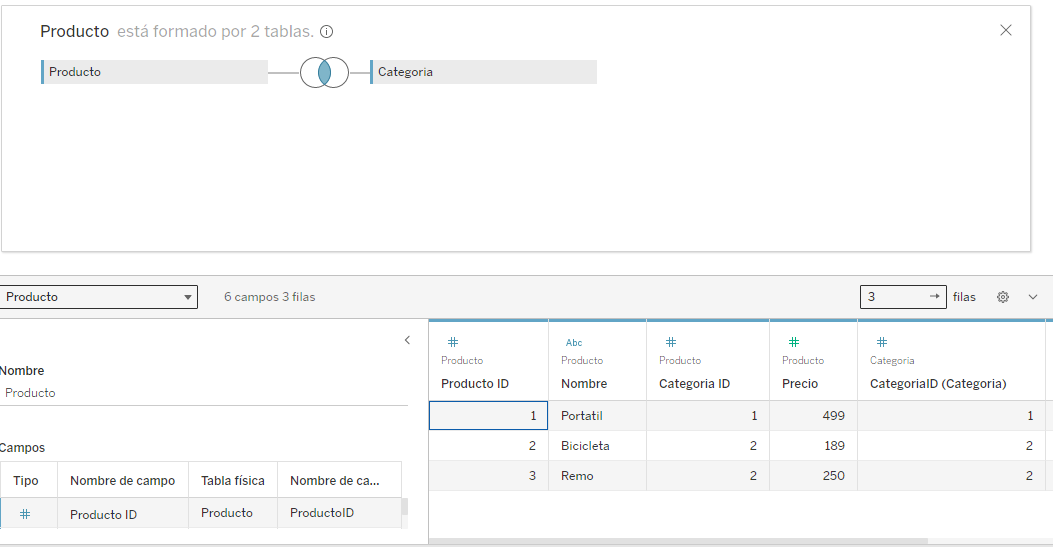 Producto está formado por 2 tablas.
Producto Categoria
Producto 6 campos 3 filas 3 → filas
Nombre
Producto
Campos
Tipo Nombre de campo Tabla física Nombre de ca...
# Producto ID Producto ProductoID
# Abc # # #
Producto Producto Producto Producto Categoria
Producto ID Nombre Categoria ID Precio CategoriaID (Categoria)
1 Portatil 1 499 1
2 Bicicleta 2 189 2
3 Remo 2 250 2